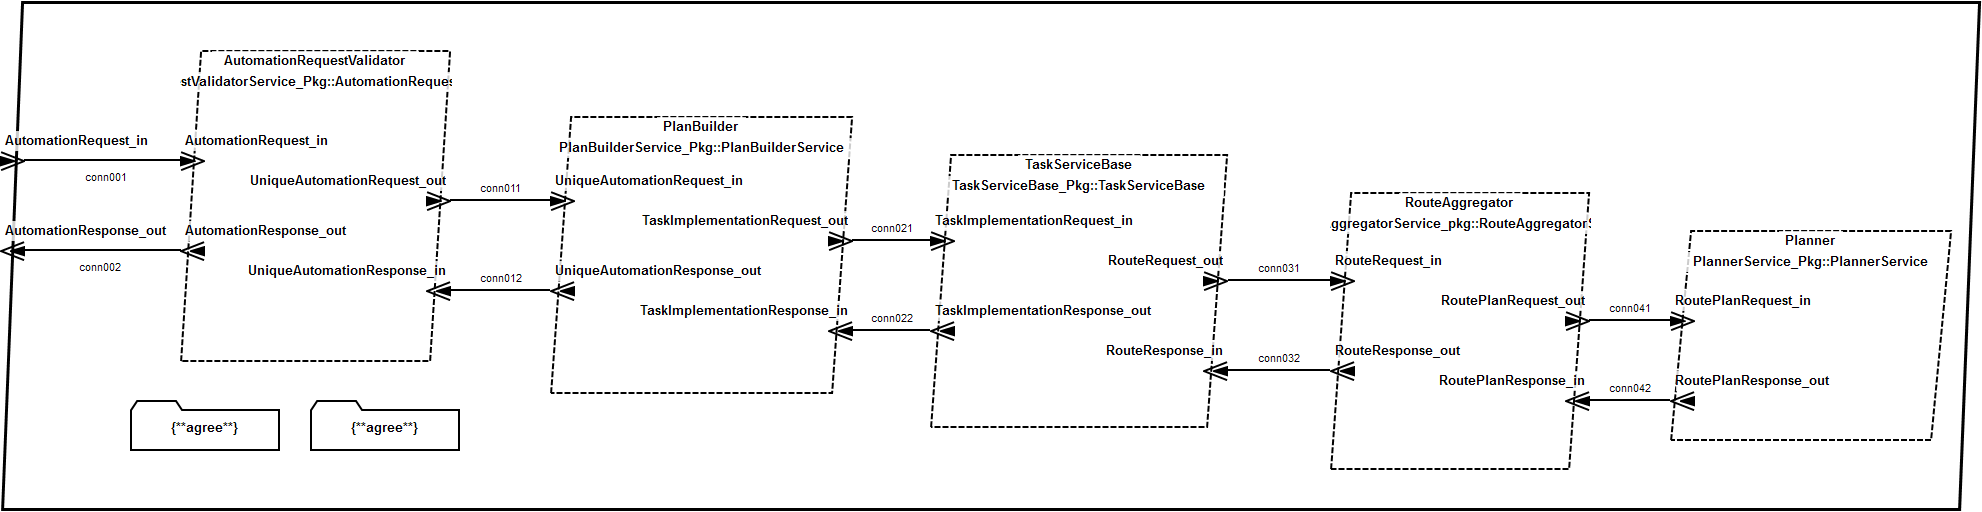 AutomationRequestValidator
stValidatorService_Pkg::AutomationReques
AutomationRequest_in
AutomationRequest_in
conn001
UniqueAutomationRequest_out
AutomationResponse_out
AutomationResponse_out
conn002
UniqueAutomationResponse_in
conn011
conn012
PlanBuilder
PlanBuilderService_Pkg::PlanBuilderService
UniqueAutomationRequest_in
TaskImplementationRequest_out
UniqueAutomationResponse_out
TaskImplementationResponse_in
conn021
conn022
TaskServiceBase
TaskServiceBase_Pkg::TaskServiceBase
TaskImplementationRequest_in
RouteRequest_out
TaskImplementationResponse_out
RouteResponse_in
conn031
conn032
RouteAggregator
ggregatorService_pkg::RouteAggregatorS
RouteRequest_in
RoutePlanRequest_out
RouteResponse_out
RoutePlanResponse_in
conn041
conn042
Planner
PlannerService_Pkg::PlannerService
RoutePlanRequest_in
RoutePlanResponse_out
{**agree**}
{**agree**}